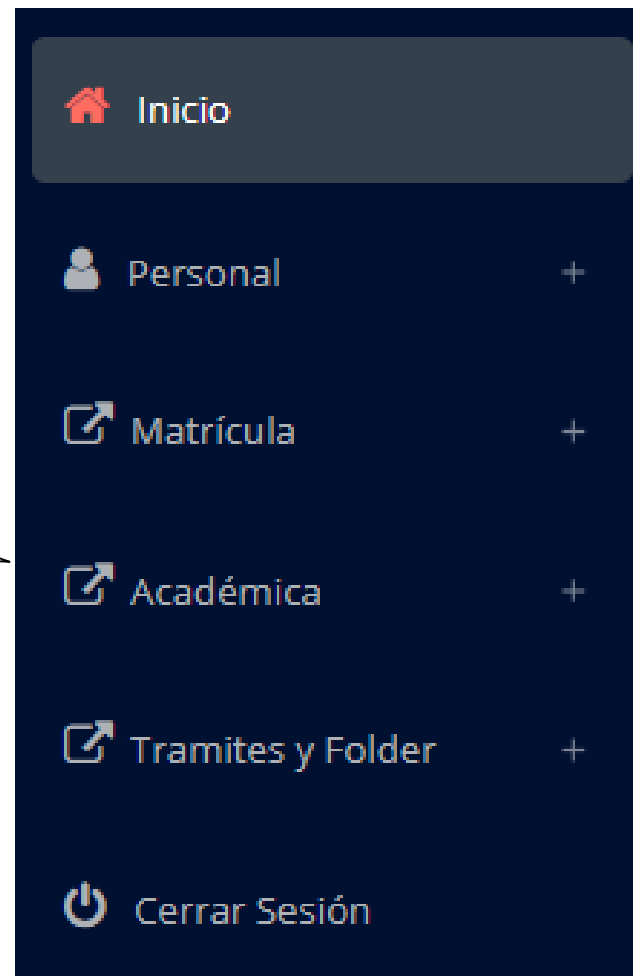 Inicio
Personal +
Matrícula +
Académica +
Tramites y Folder +
Cerrar Sesión